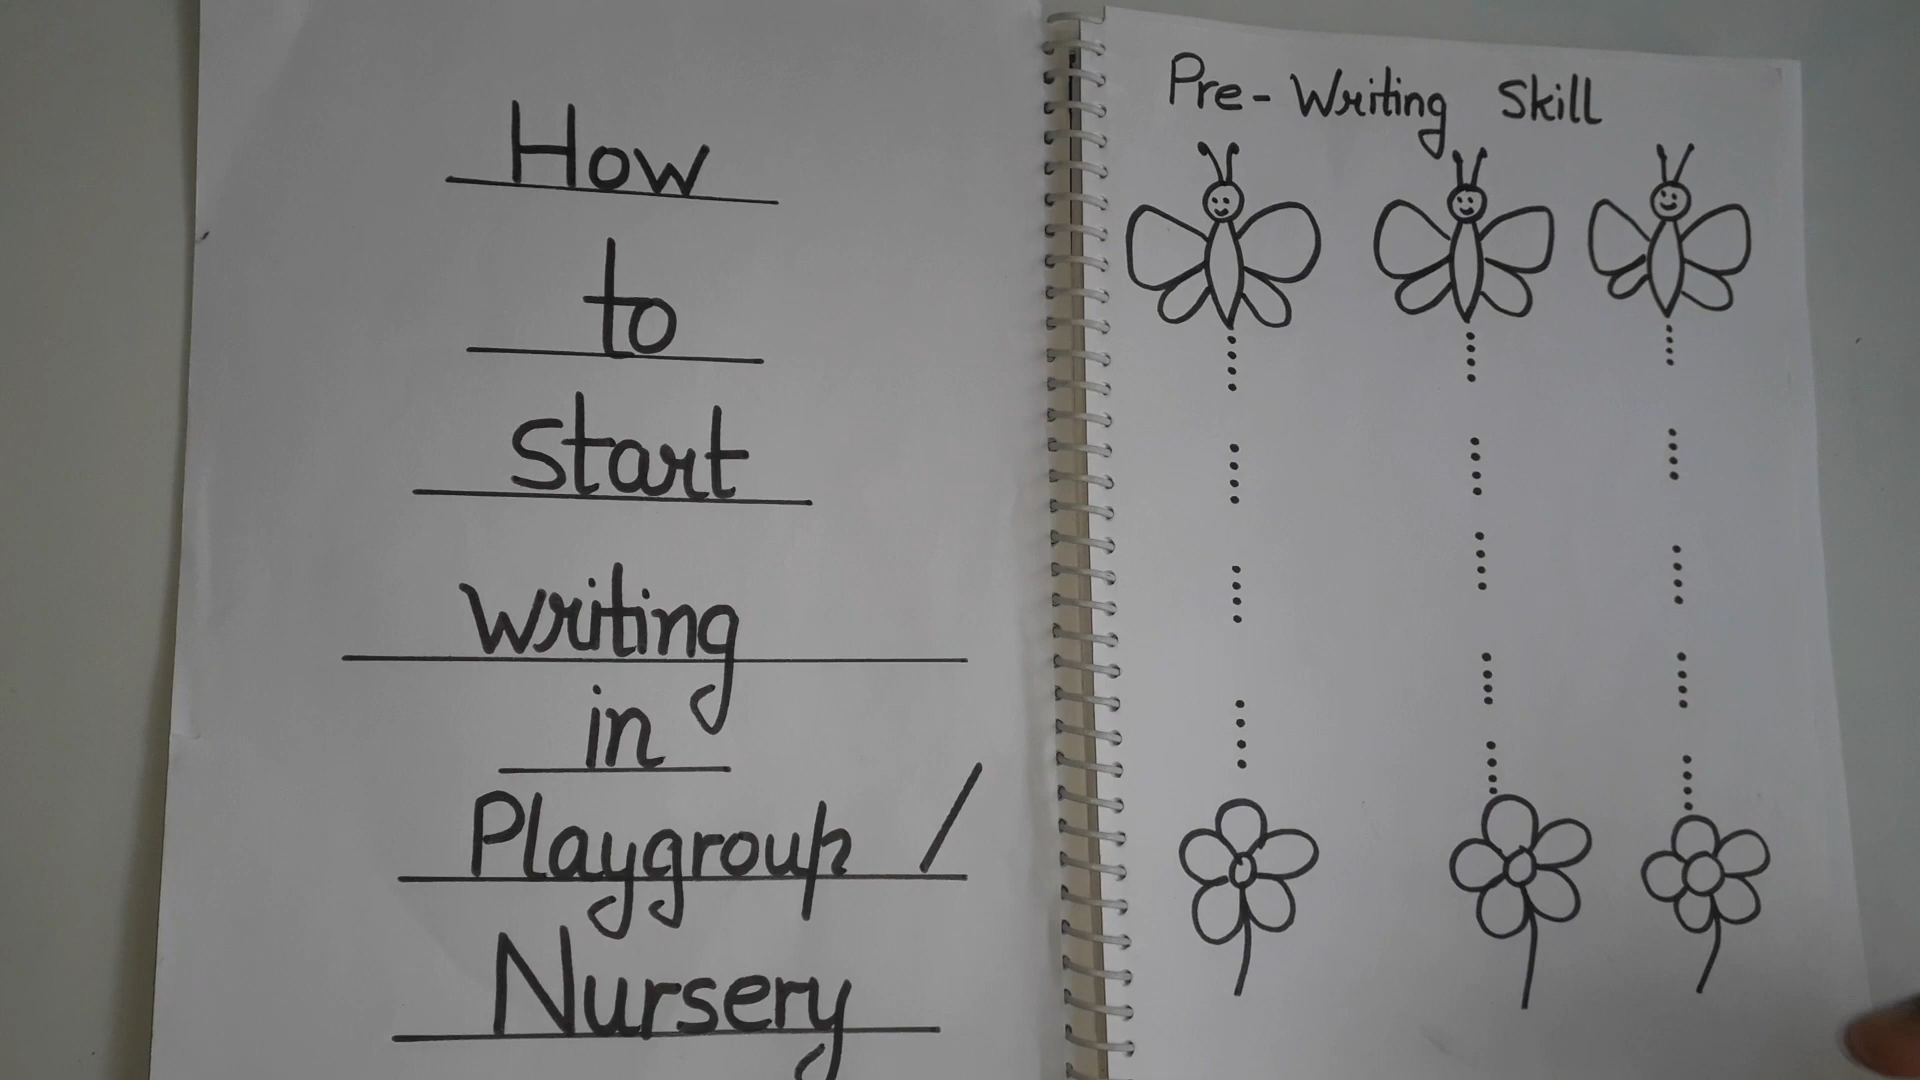 How
to
Start
writing
in
Playgroup /
Nursery
Pre-Writing Skill